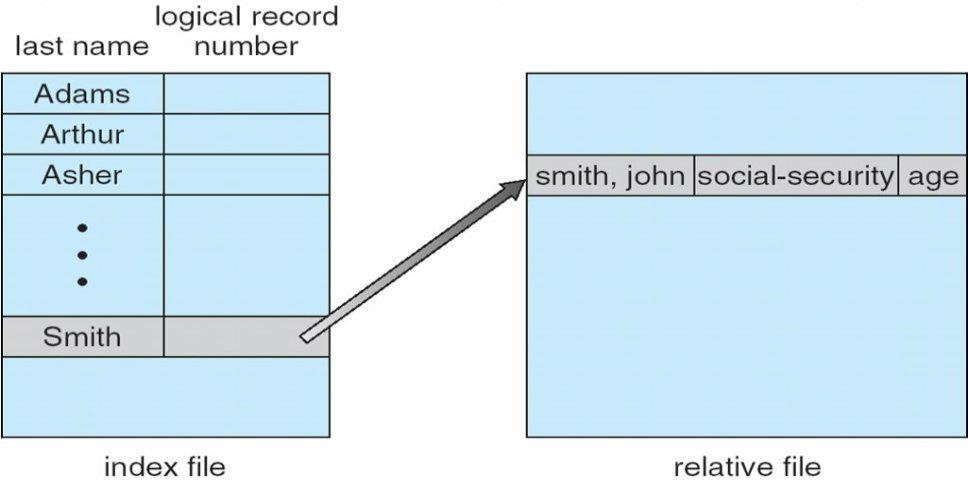 last name
logical record
number
Adams
Arthur
Asher
Smith
index file
smith, john social-security age
relative file